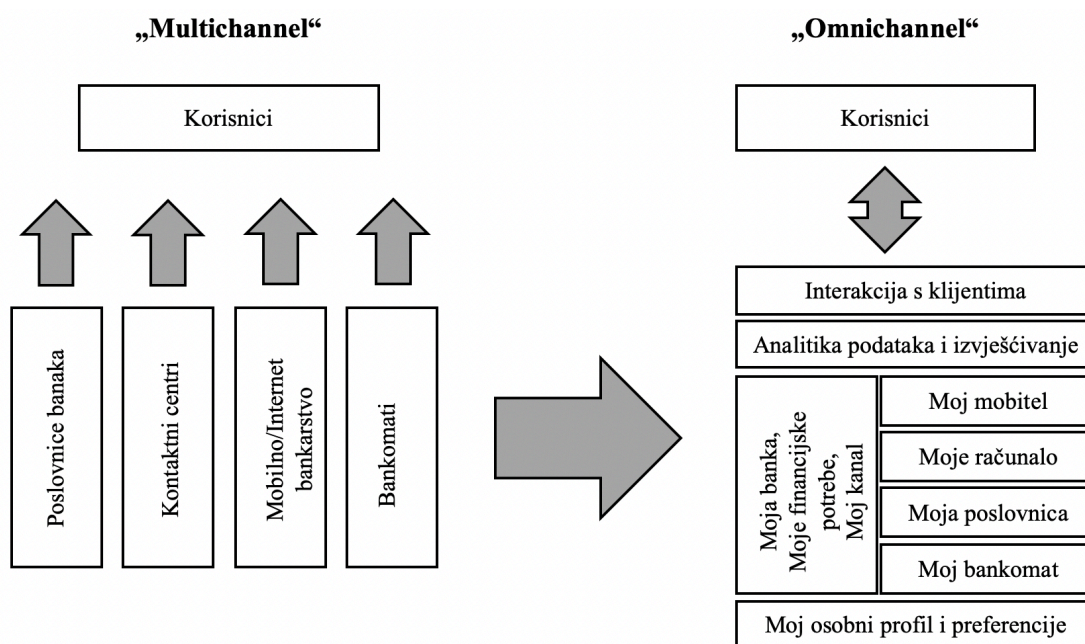 „Multichannel“
Korisnici
Poslovnice banaka
Kontaktni centri
Mobilno/Internet
bankarstvo
Bankomati
„Omnichannel“
Korisnici
Interakcija s klijentima
Analitika podataka i izvješćivanje
Moja banka,
Moje financijske
potrebe,
Moj kanal
Moj mobitel
Moje računalo
Moja poslovnica
Moj bankomat
Moj osobni profil i preferencije